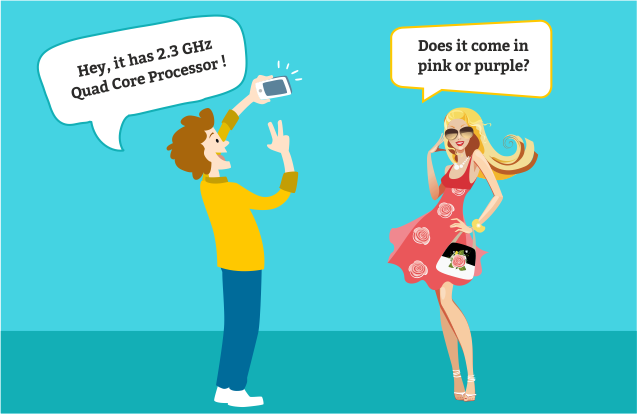 Hey, it has 2.3 GHz
Quad Core Processor !
Does it come in
pink or purple?